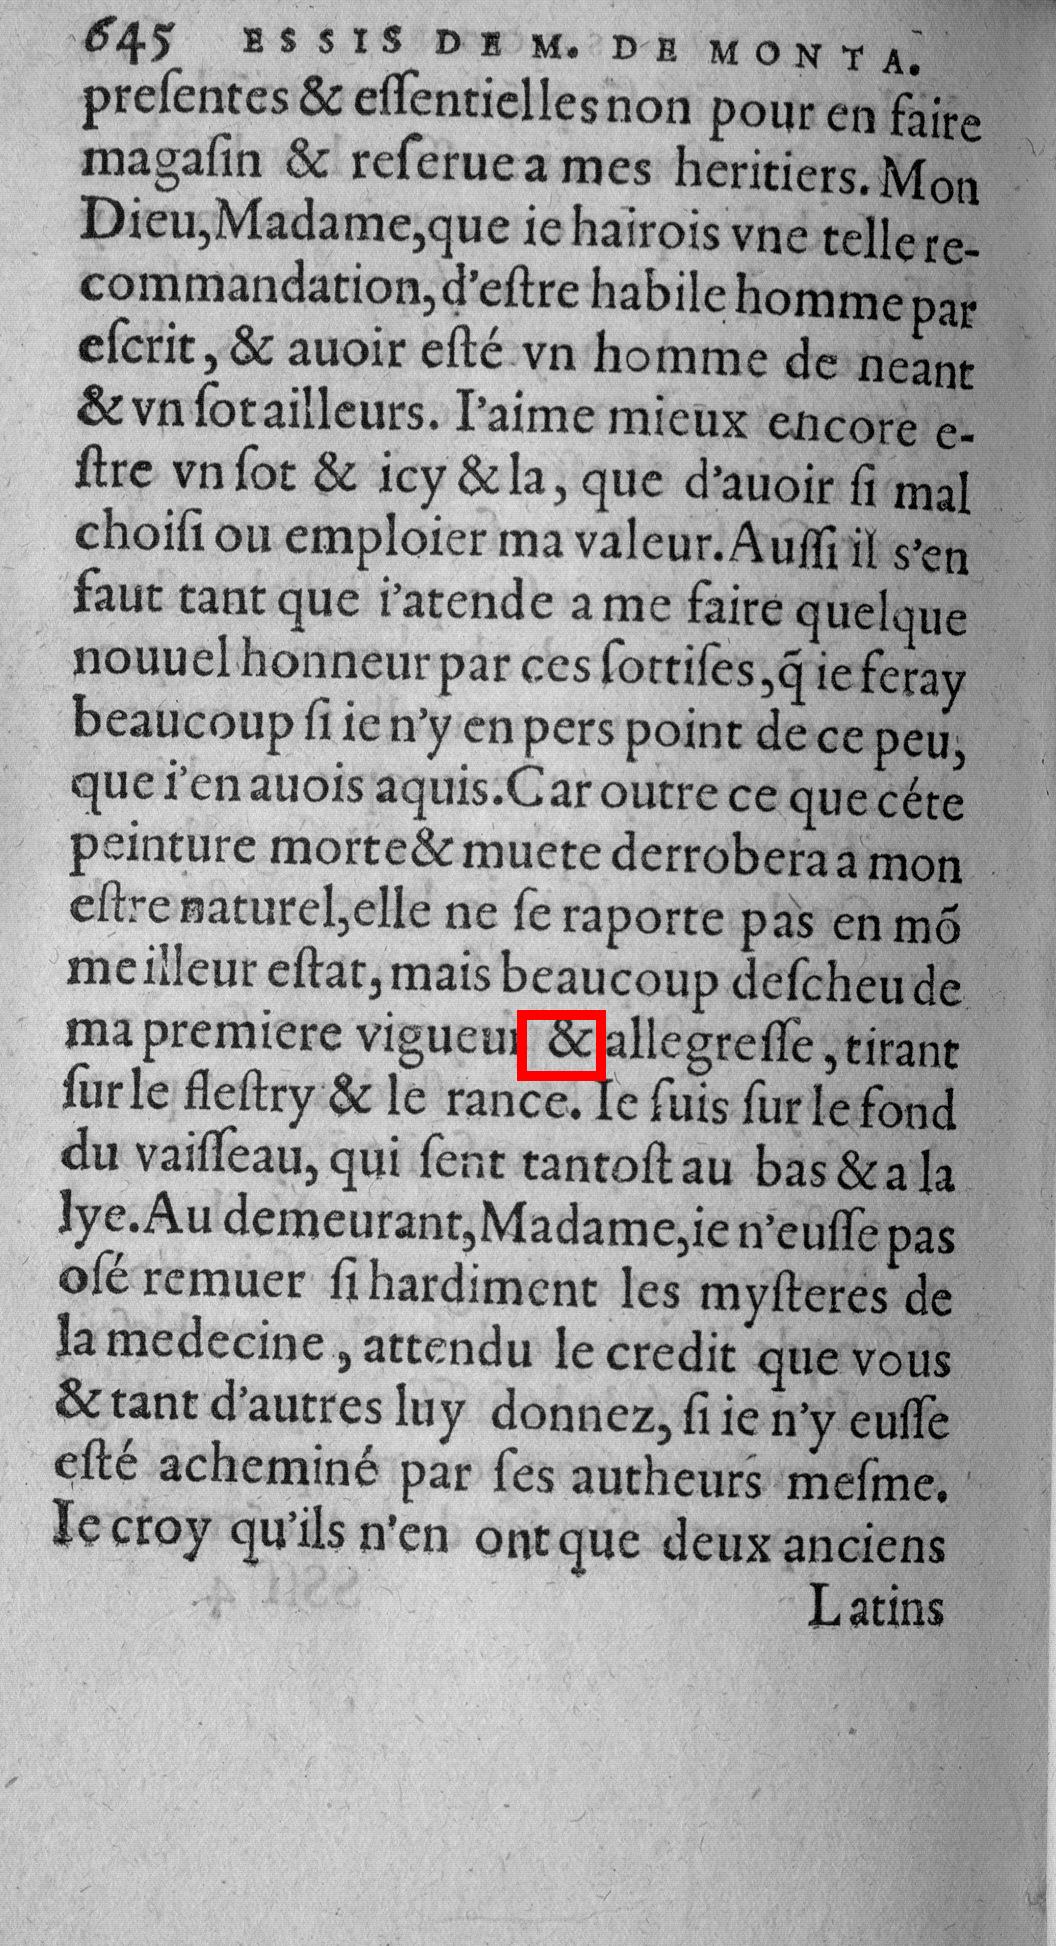 645 ESSIS DE M. DE MONTA.
preſentes & eſſentielles non pour en faire
magaſin & reſerue a mes heritiers. Mon
Dieu, Madame, que ie hairois vne telle re-
commandation, d'eſtre habile homme par
eſcrit, & auoir eſté vn homme de neant
& vn ſot ailleurs. I'aime mieux encore e-
ſtre vn ſot & icy & la, que d'auoir ſi mal
choiſi ou emploier ma valeur. Auſſi il s'en
faut tant que i'atende a me faire quelque
nouuel honneur par ces ſottiſes, q̃ ie feray
beaucoup ſi ie n'y en pers point de ce peu,
que i'en auois aquis. Car outre ce que céte
peinture morte & muete derrobera a mon
eſtre naturel, elle ne ſe raporte pas en mõ
meilleur eſtat, mais beaucoup deſcheu de
ma premiere vigueur & allegreſſe, tirant
ſur le fleſtry & le rance. Ie ſuis ſur le fond
du vaiſſeau, qui ſent tantoſt au bas & a la
lye. Au demeurant, Madame, ie n'euſſe pas
oſé remuer ſi hardiment les myſteres de
la medecine, attendu le credit que vous
& tant d'autres luy donnez, ſi ie n'y euſſe
eſté acheminé par ſes autheurs meſme.
Ie croy qu'ils n'en ont que deux anciens
Latins